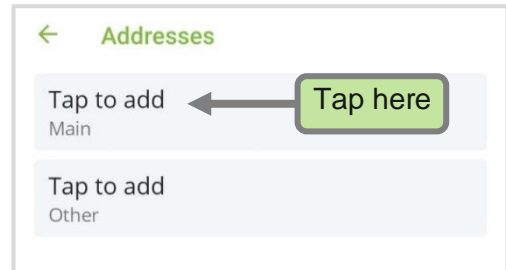 Addresses
Tap to add
Main
Tap here
Tap to add
Other